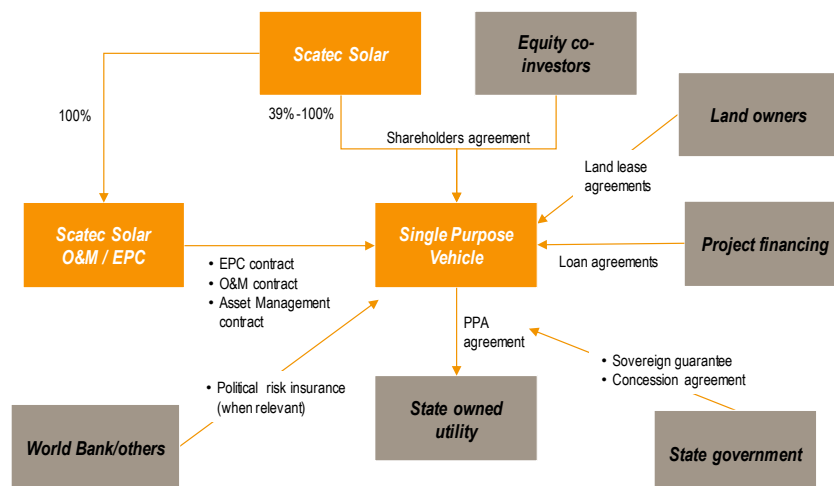 Scatec Solar
Equity co-
investors
Land owners
100%
39%-100%
Shareholders agreement
Land lease
agreements
Scatec Solar
O&M / EPC
Single Purpose
Vehicle
Project financing
• EPC contract
• O&M contract
• Asset Management
contract
Loan agreements
PPA
agreement
• Sovereign guarantee
• Concession agreement
• Political risk insurance
(when relevant)
State owned
utility
World Bank/others
State government